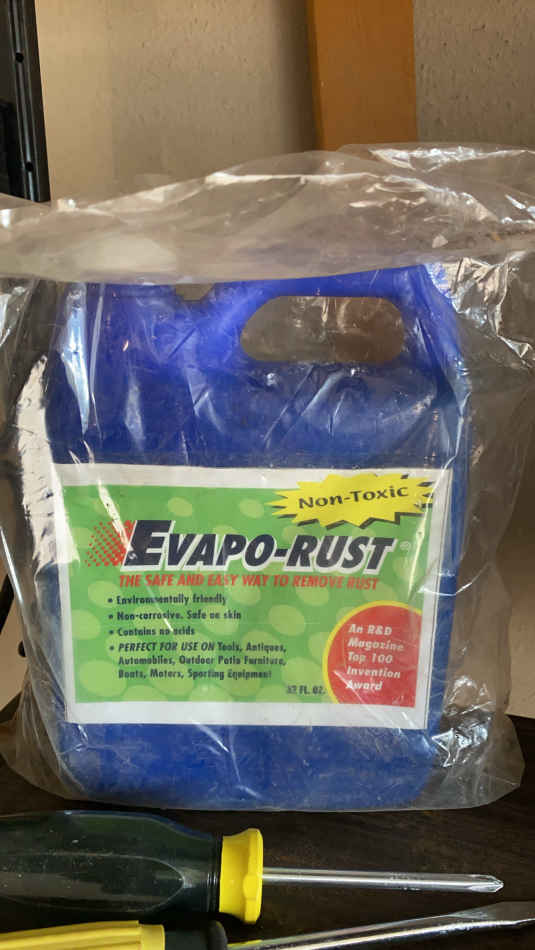 Non-Toxic
EVAPO-RUST®
THE SAFE AND EASY WAY TO REMOVE RUST
• Environmentally friendly
• Non-corrosive. Safe on skin
• Contains no acids
• PERFECT FOR USE ON Tools, Antiques,
Automobiles, Outdoor Patio Furniture,
Boats, Motors, Sporting Equipment
32 FL. OZ.
An R&D
Magazine
Top 100
Invention
Award